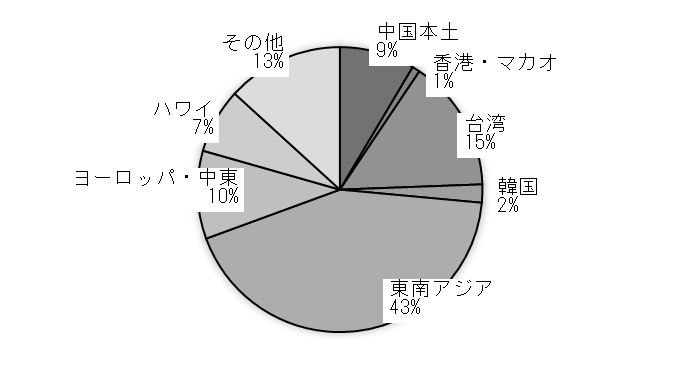 中国本土
9%
香港・マカオ
1%
台湾
15%
韓国
2%
東南アジア
43%
ヨーロッパ・中東
10%
ハワイ
7%
その他
13%